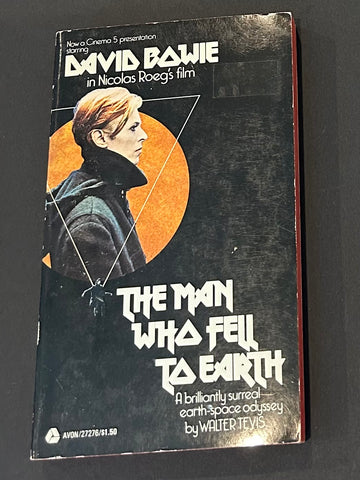 Now a Cinema 5 presentation
starring
DAVID BOWIE
in Nicolas Roeg's film
THE MAN
WHO FELL
TO EARTH
A brilliantly surreal
earth-space odyssey
by WALTER TEVIS
AVON/27276/$1.50